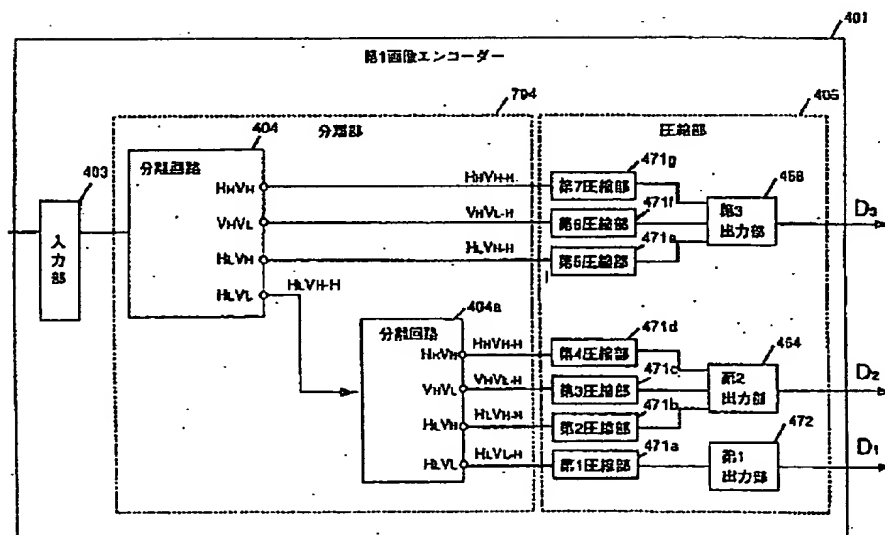 401
第1画像エンコーダー
794
405
分離部
圧縮部
404
403
入力部
分離回路
HHVH
VHVL
HLVH
HLVL
HHVH-H
VHVL-H
HLVH-H
HLVH-H
471g
第7圧縮部
471f
第6圧縮部
471e
第5圧縮部
468
第3出力部
D3
404a
分離回路
HHVH
VHVL
HLVH
HLVL
HHVH-H
VHVL-H
HLVH-H
HLVL-H
471d
第4圧縮部
471c
第3圧縮部
471b
第2圧縮部
471a
第1圧縮部
464
第2出力部
D2
472
第1出力部
D1